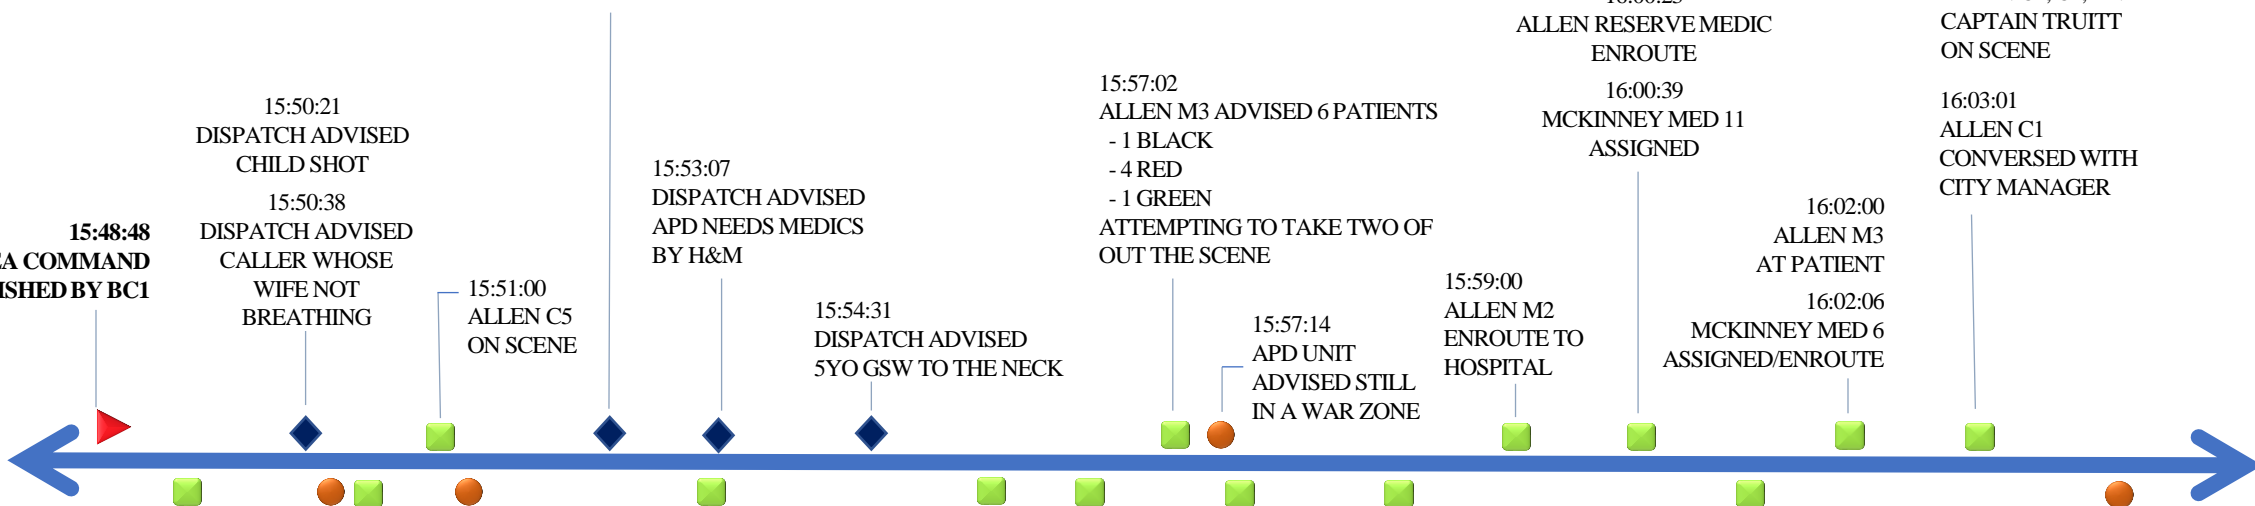 15:48:48
COMMAND
BY BC1
15:50:21
DISPATCH ADVISED
CHILD SHOT
15:50:38
DISPATCH ADVISED
CALLER WHOSE
WIFE NOT
BREATHING
15:51:00
ALLEN C5
ON SCENE
15:53:07
DISPATCH ADVISED
APD NEEDS MEDICS
BY H&M
15:54:31
DISPATCH ADVISED
5YO GSW TO THE NECK
15:57:02
ALLEN M3 ADVISED 6 PATIENTS
- 1 BLACK
- 4 RED
- 1 GREEN
ATTEMPTING TO TAKE TWO OF
OUT THE SCENE
15:57:14
APD UNIT
ADVISED STILL
IN A WAR ZONE
15:59:00
ALLEN M2
ENROUTE TO
HOSPITAL
ALLEN RESERVE MEDIC
ENROUTE
16:00:39
MCKINNEY MED 11
ASSIGNED
16:02:00
ALLEN M3
AT PATIENT
16:02:06
MCKINNEY MED 6
ASSIGNED/ENROUTE
CAPTAIN TRUITT
ON SCENE
16:03:01
ALLEN C1
CONVERSED WITH
CITY MANAGER